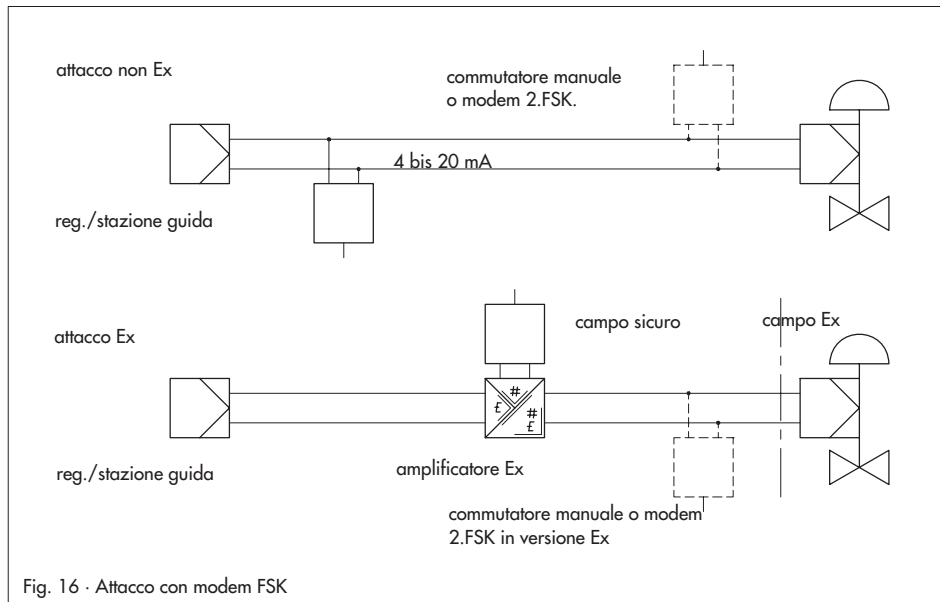 attacco non Ex
commutatore manuale
o modem 2.FSK.
4 bis 20 mA
reg./stazione guida
campo sicuro
campo Ex
attacco Ex
#
E
#
E
reg./stazione guida
amplificatore Ex
commutatore manuale o modem
2.FSK in versione Ex
Fig. 16 · Attacco con modem FSK